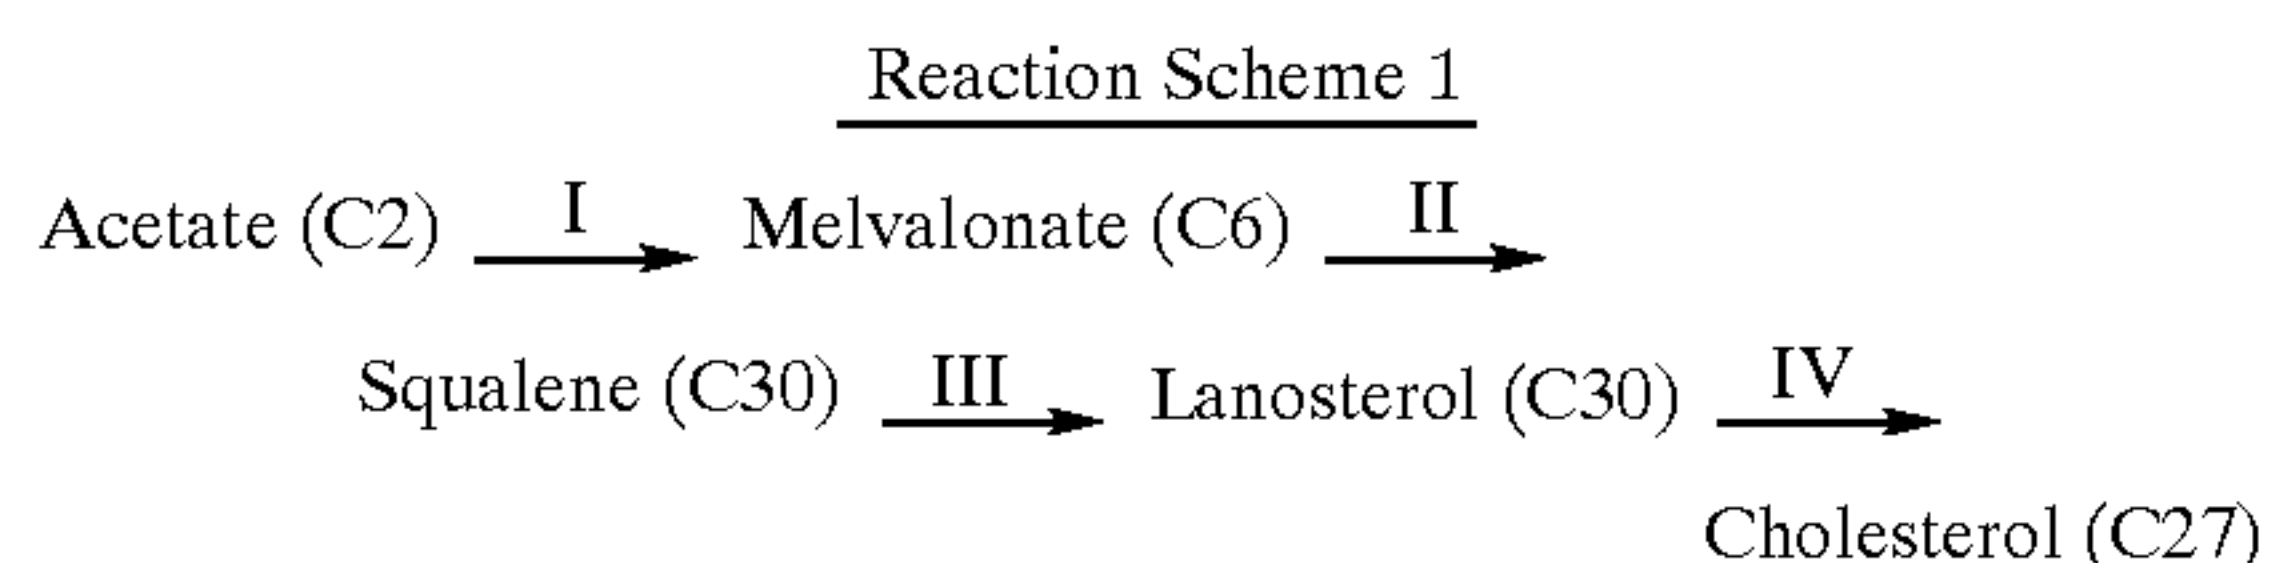 Reaction Scheme 1
Acetate (C2) I Melvalonate (C6) II
Squalene (C30) III Lanosterol (C30) IV
Cholesterol (C27)